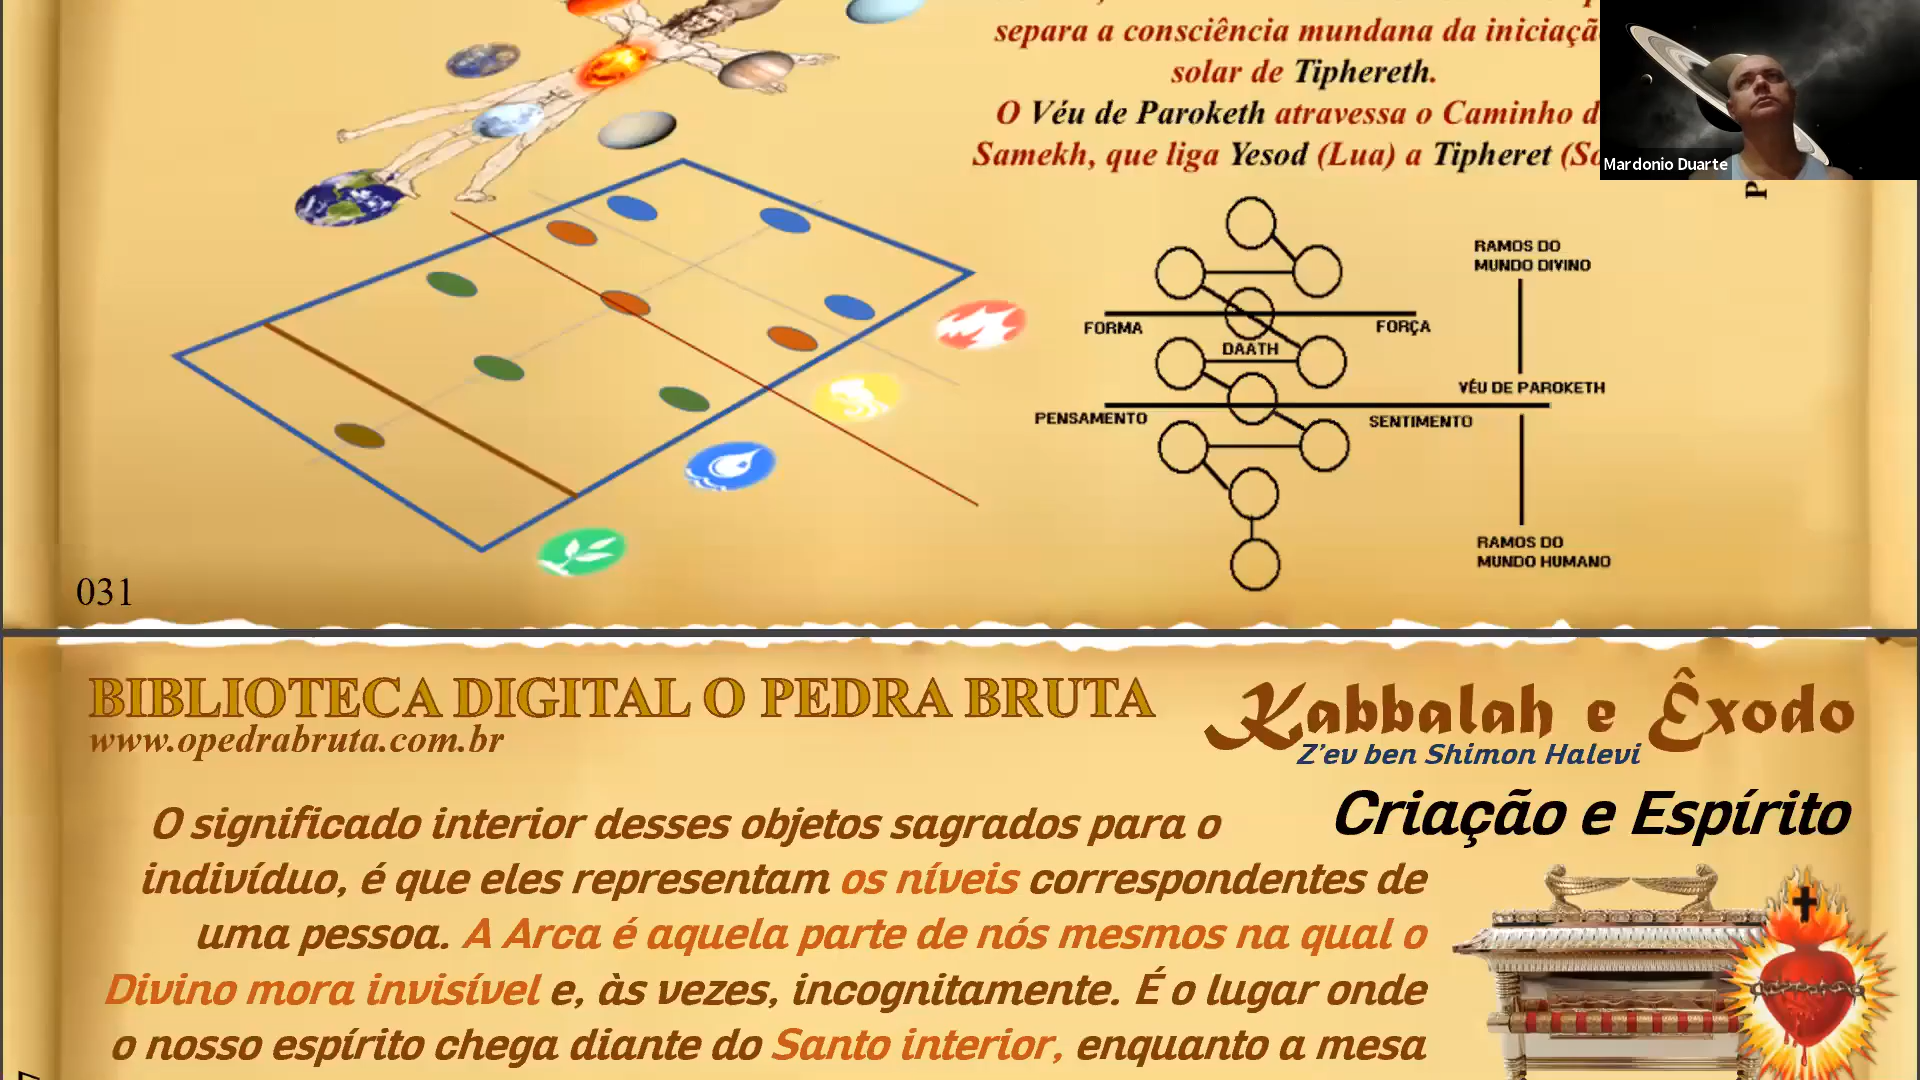 separa a consciência mundana da iniciação
solar de Tiphereth.
O Véu de Paroketh atravessa o Caminho
Samekh, que liga Yesod (Lua) a Tipheret
Mardonio Duarte
P
RAMOS DO
MUNDO DIVINO
FORMA
FORÇA
DAATH
VÉU DE PAROKETH
PENSAMENTO
SENTIMENTO
RAMOS DO
MUNDO HUMANO
031
BIBLIOTECA DIGITAL O PEDRA BRUTA
www.opedrabruta.com.br
Kabbalah e Êxodo
Z'ev ben Shimon Halevi
Criação e Espírito
O significado interior desses objetos sagrados para o
indivíduo, é que eles representam os níveis correspondentes de
uma pessoa. A Arca é aquela parte de nós mesmos na qual o
Divino mora invisível e, às vezes, incognitamente. É o lugar onde
o nosso espírito chega diante do Santo interior, enquanto a mesa